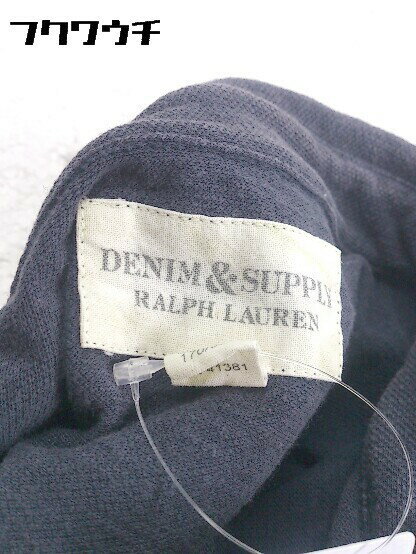 フクワウチ
DENIM & SUPPLY
RALPH LAUREN